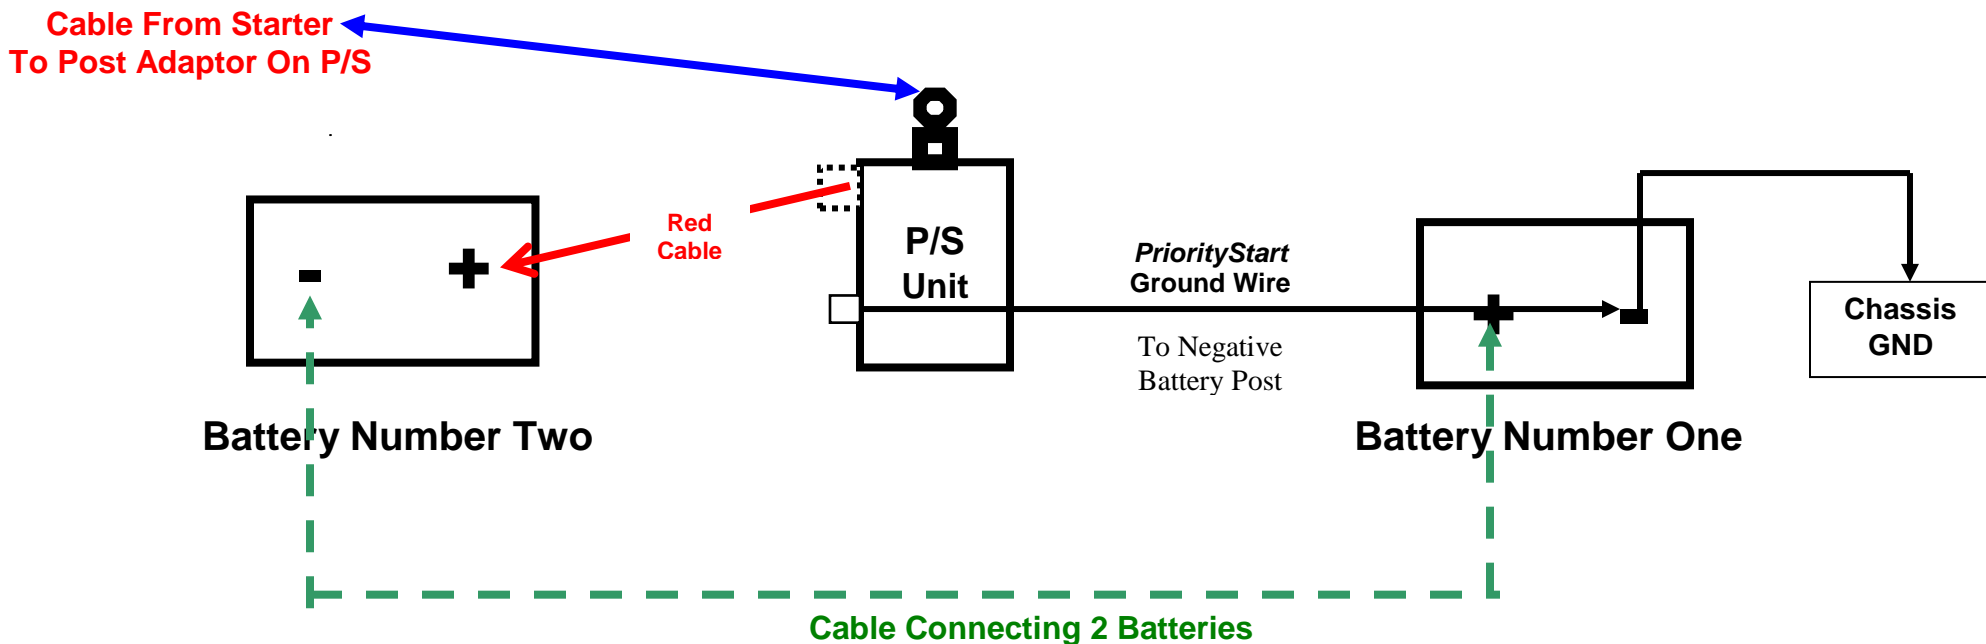 Cable From Starter
To Post Adaptor On P/S
Red
Cable
P/S
Unit
PriorityStart
Ground Wire
To Negative
Battery Post
Chassis
GND
- +
+ -
Battery Number Two
Battery Number One
Cable Connecting 2 Batteries